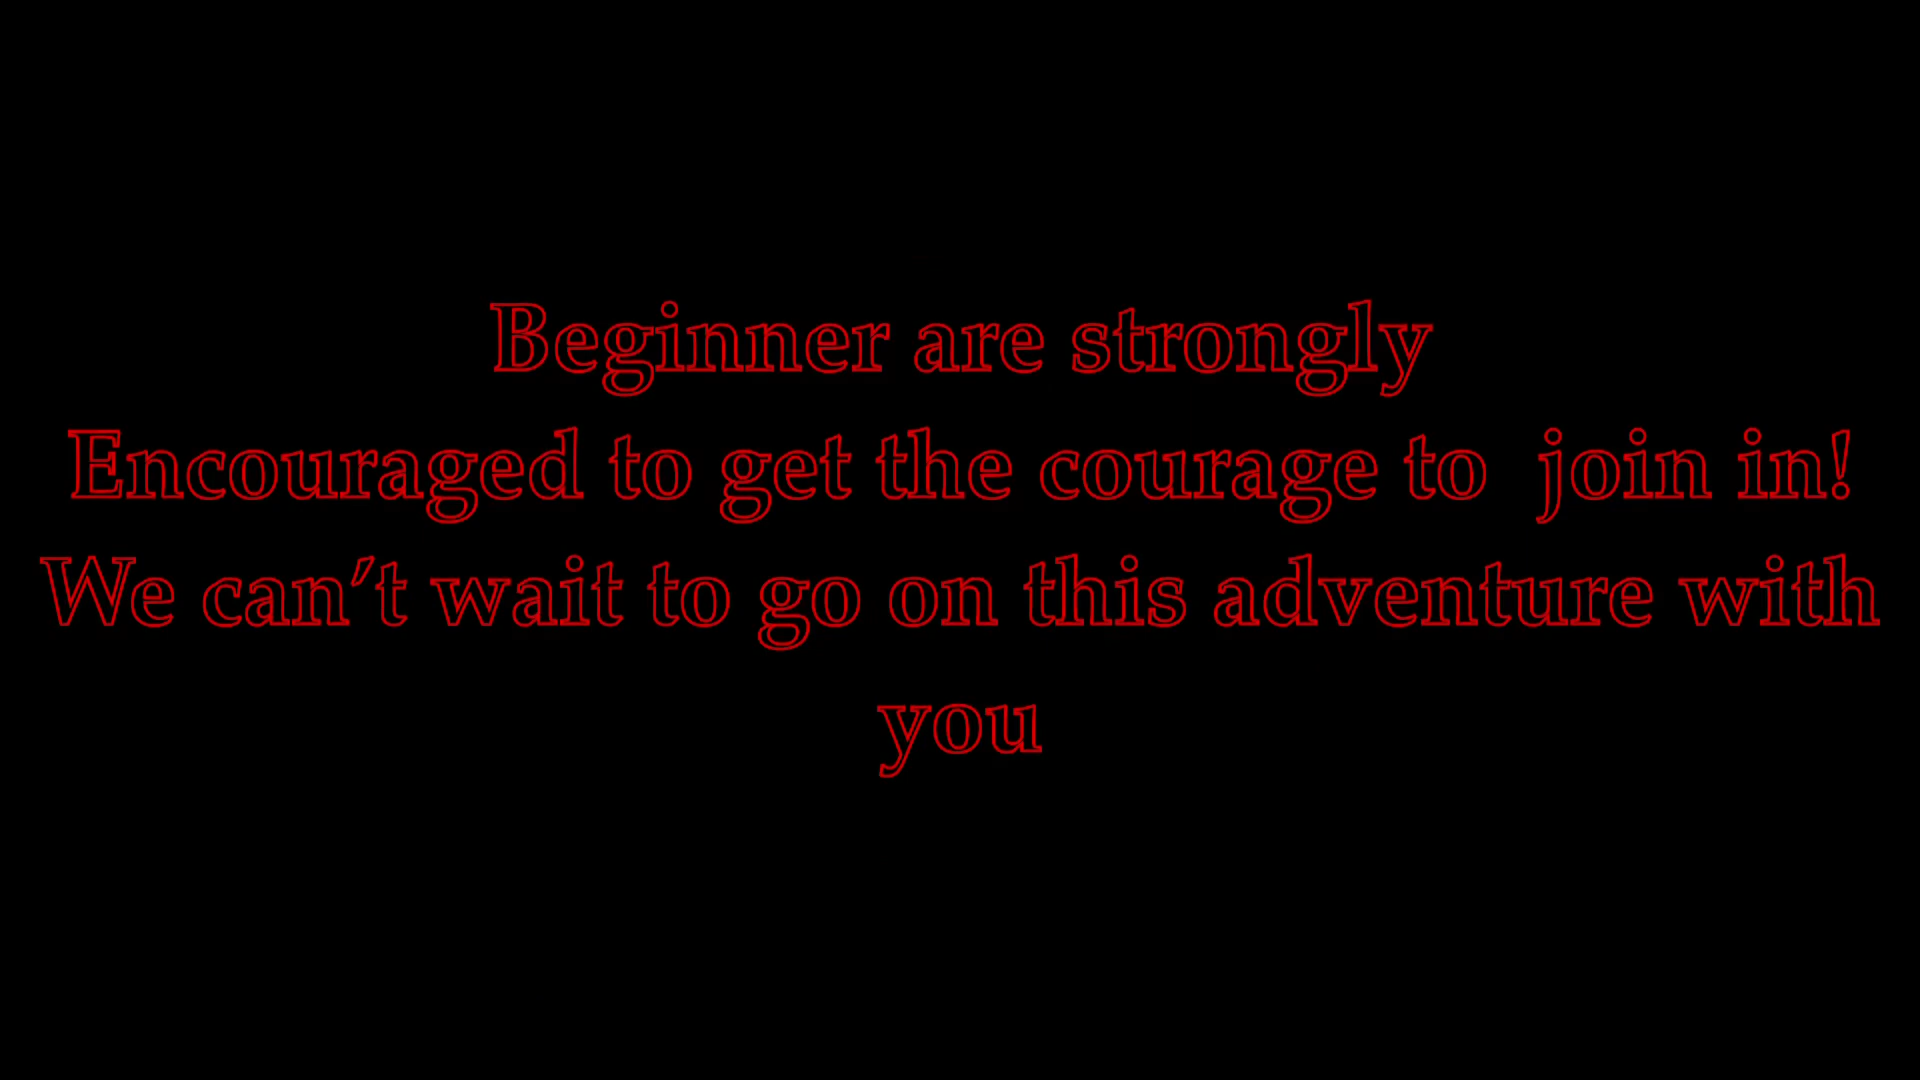 Beginner are strongly
Encouraged to get the courage to  join in!
We can’t wait to go on this adventure with
you